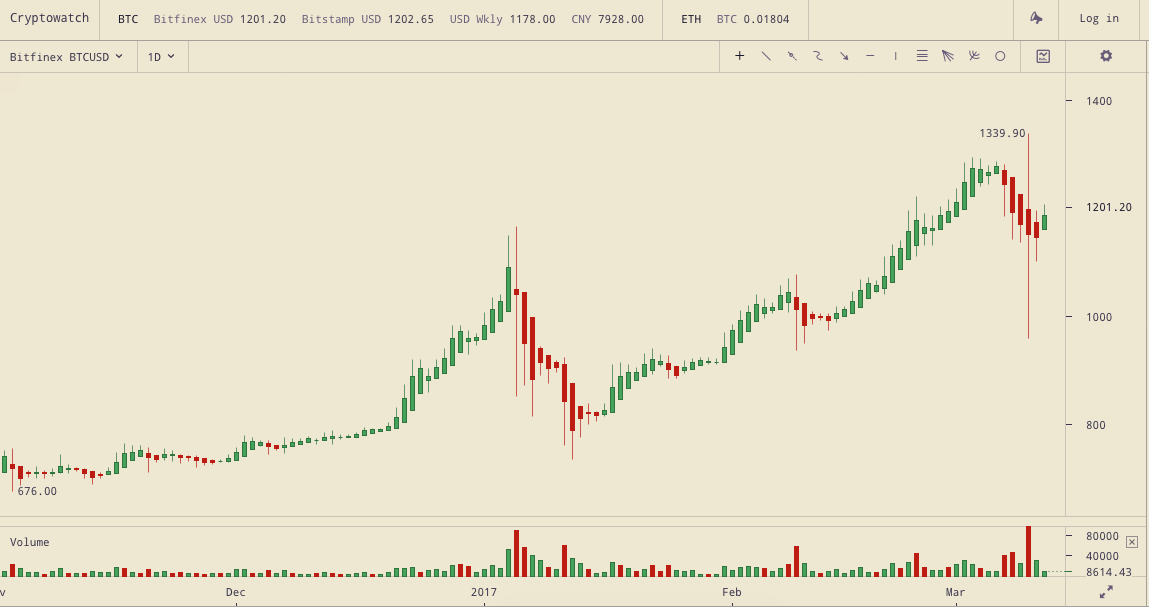 Cryptowatch BTC Bitfinex USD 1201.20 Bitstamp USD 1202.65 USD Wkly 1178.00 CNY 7928.00 ETH BTC 0.01804 Log in
Bitfinex BTCUSD 1D
1400
1339.90
1201.20
1000
800
676.00
Volume
80000
40000
8614.43
v Dec 2017 Feb Mar